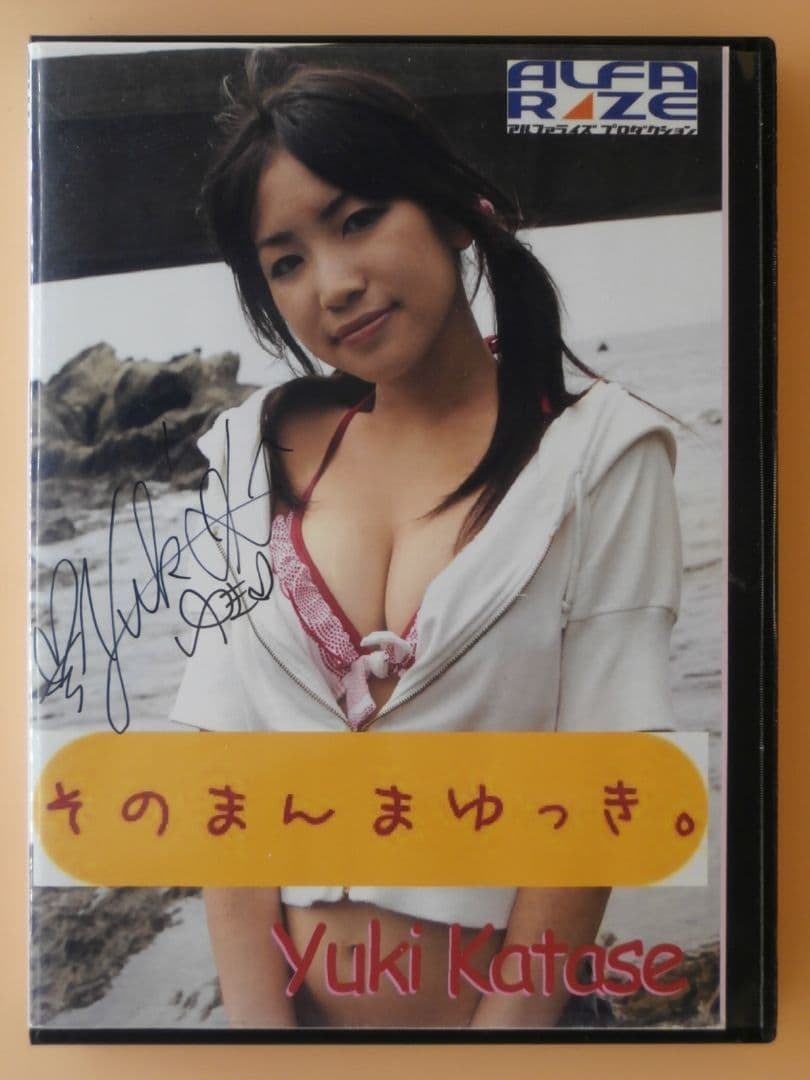 ALFA
RIZE
アルファライズ プロダクション
Yuki
そのまんまゆっき。
Yuki Katase